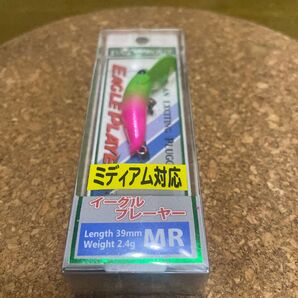 EAGLE PLAYER
ミディアム対応
イーグル
プレーヤー
Length 39mm
Weight 2.4g
MR